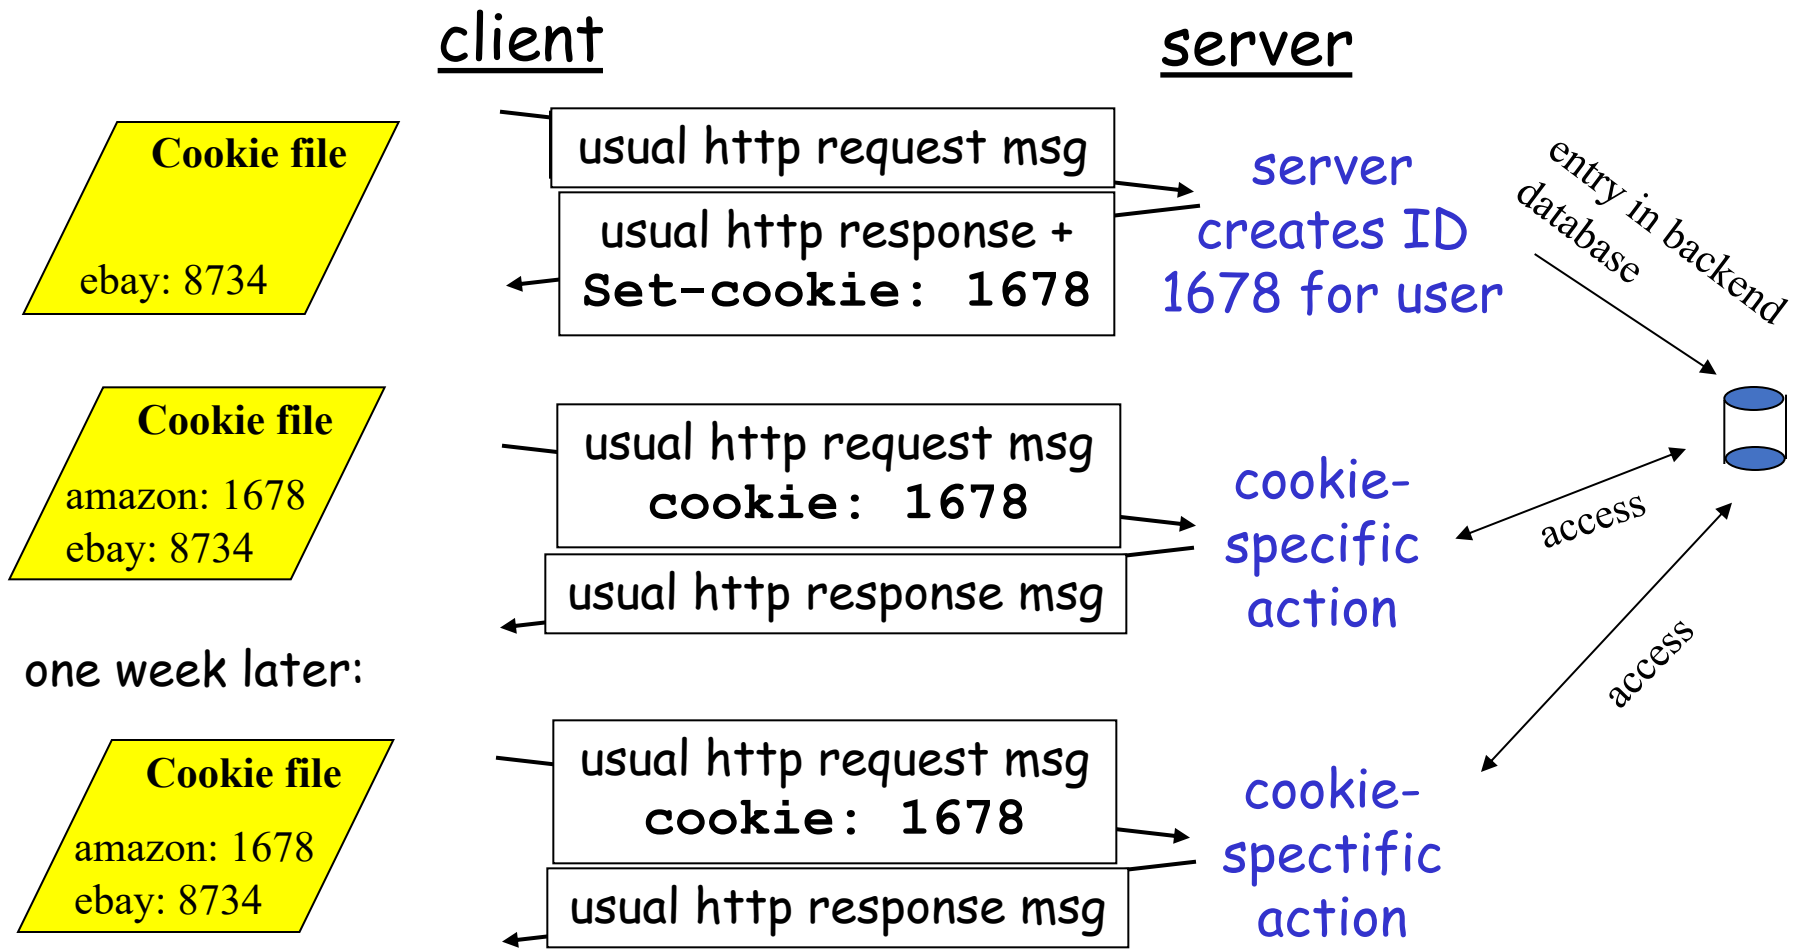 client
server
Cookie file
ebay: 8734
usual http request msg
usual http response +
Set-cookie: 1678
server
creates ID
1678 for user
entry in backend
database
Cookie file
amazon: 1678
ebay: 8734
usual http request msg
cookie: 1678
usual http response msg
cookie-
specific
action
access
access
one week later:
Cookie file
amazon: 1678
ebay: 8734
usual http request msg
cookie: 1678
usual http response msg
cookie-
spectific
action